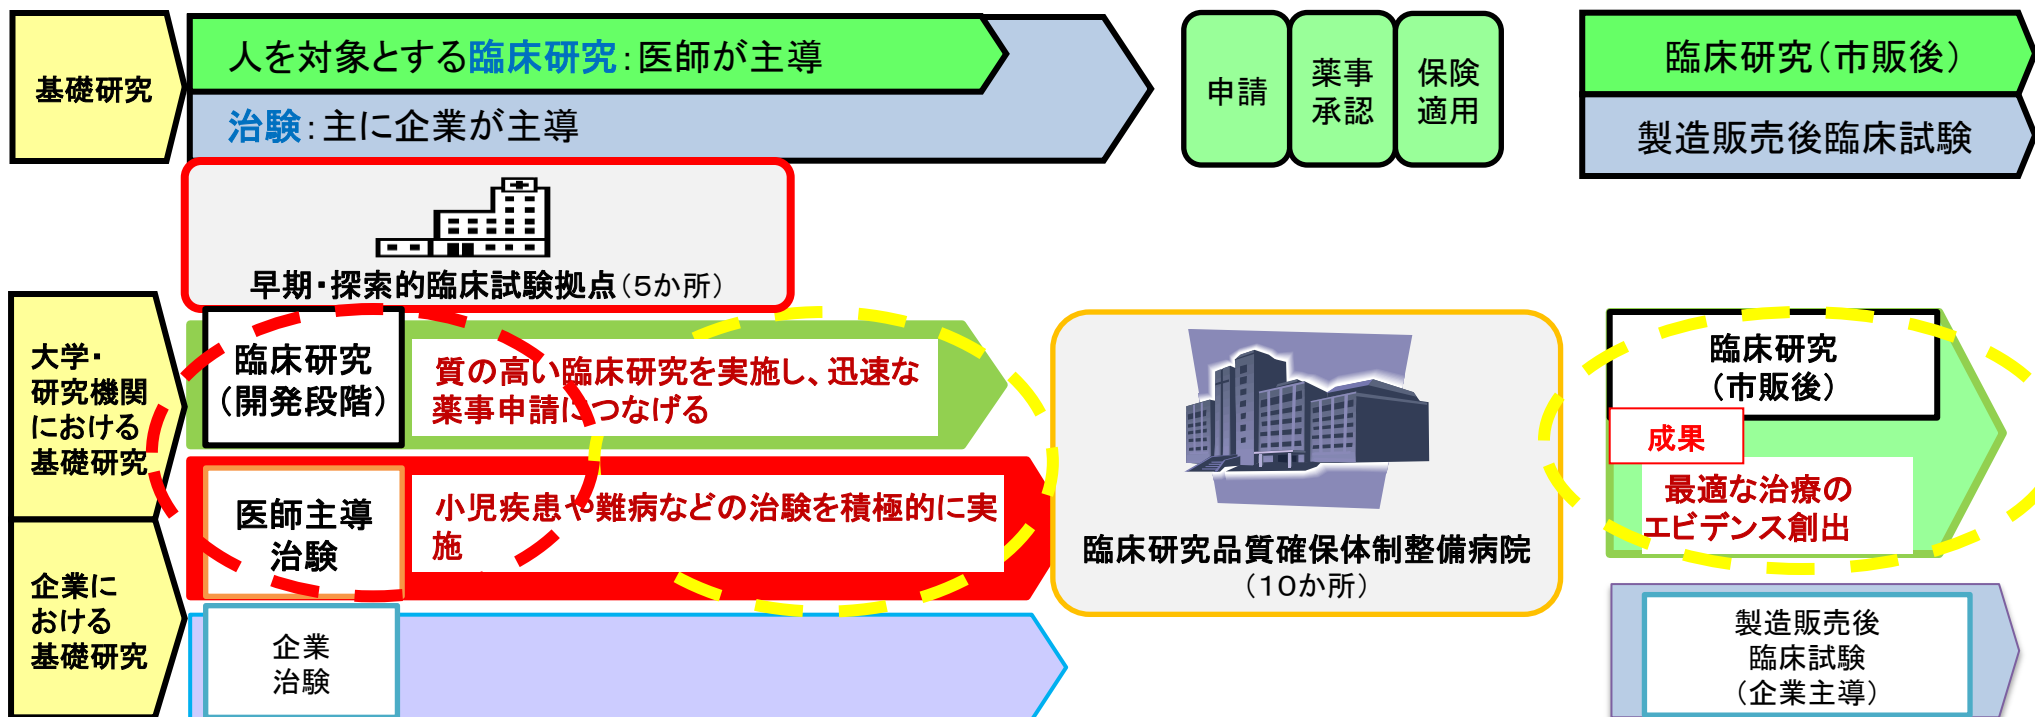 基礎研究
人を対象とする臨床研究：医師が主導
治験：主に企業が主導
申請
薬事
承認
保険
適用
臨床研究（市販後）
製造販売後臨床試験
早期・探索的臨床試験拠点（5か所）
大学・
研究機関
における
基礎研究
臨床研究
（開発段階）
質の高い臨床研究を実施し、迅速な
薬事申請につなげる
医師主導
治験
小児疾患や難病などの治験を積極的に実
施
企業に
おける
基礎研究
企業
治験
臨床研究品質確保体制整備病院
（10か所）
臨床研究
（市販後）
成果
最適な治療の
エビデンス創出
製造販売後
臨床試験
（企業主導）